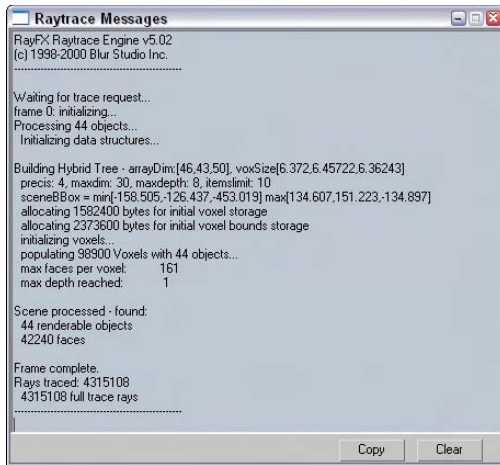 Raytrace Messages
RayFX Raytrace Engine v5.02
(c) 1998-2000 Blur Studio Inc.
--------------------------------------------------
Waiting for trace request...
frame 0: initializing...
Processing 44 objects...
Initializing data structures...
Building Hybrid Tree - arrayDim:[46,43,50], voxSize[6.372,6.45722,6.36243]
precis: 4, maxdim: 30, maxdepth: 8, itemslimit: 10
sceneBBox = min[-158.505,-126.437,-453.019] max[134.607,151.223,-134.897]
allocating 1582400 bytes for initial voxel storage
allocating 2373600 bytes for initial voxel bounds storage
initializing voxels...
populating 98900 Voxels with 44 objects...
max faces per voxel: 161
max depth reached: 1
Scene processed - found:
44 renderable objects
42240 faces
Frame complete.
Rays traced: 4315108
4315108 full trace rays
--------------------------------------------------
Copy Clear